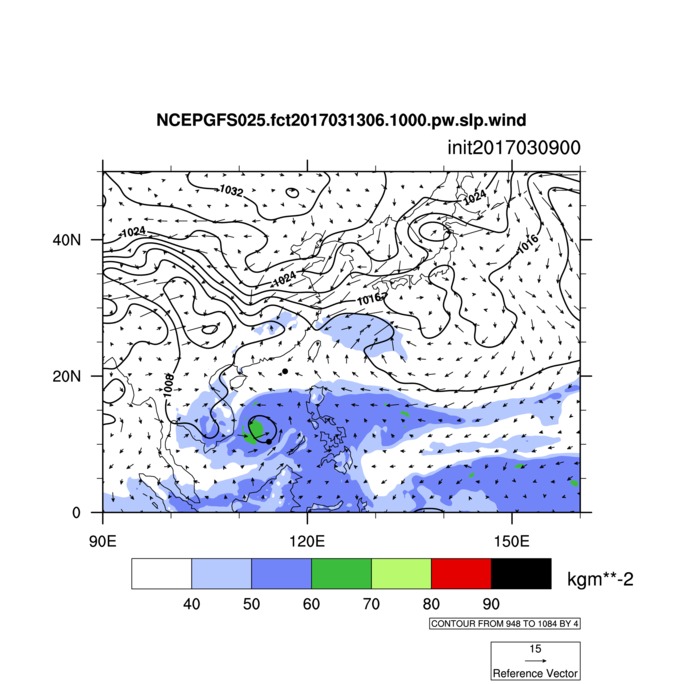 NCEPGFS025.fct2017031306.1000.pw.slp.wind
init2017030900
1032
1024
1024
1016
1024
1016
1008
40N
20N
0
90E 120E 150E
40 50 60 70 80 90
kgm**-2
CONTOUR FROM 948 TO 1084 BY 4
15
Reference Vector